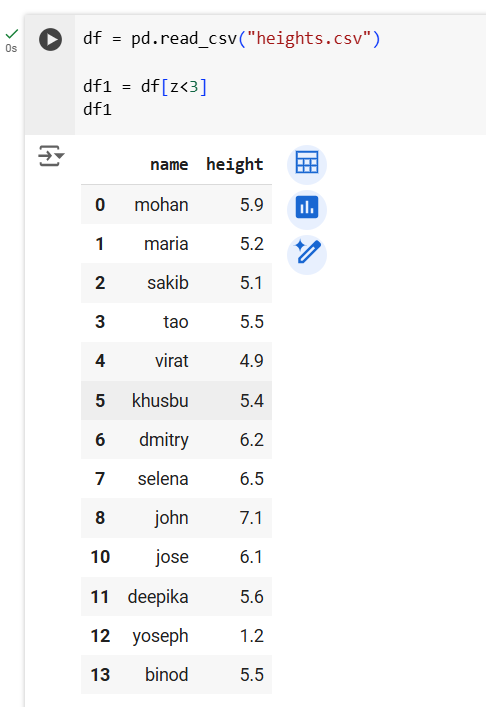 df = pd.read_csv("heights.csv")
df1 = df[z<3]
df1
0s
name height
0 mohan 5.9
1 maria 5.2
2 sakib 5.1
3 tao 5.5
4 virat 4.9
5 khusbu 5.4
6 dmitry 6.2
7 selena 6.5
8 john 7.1
10 jose 6.1
11 deepika 5.6
12 yoseph 1.2
13 binod 5.5